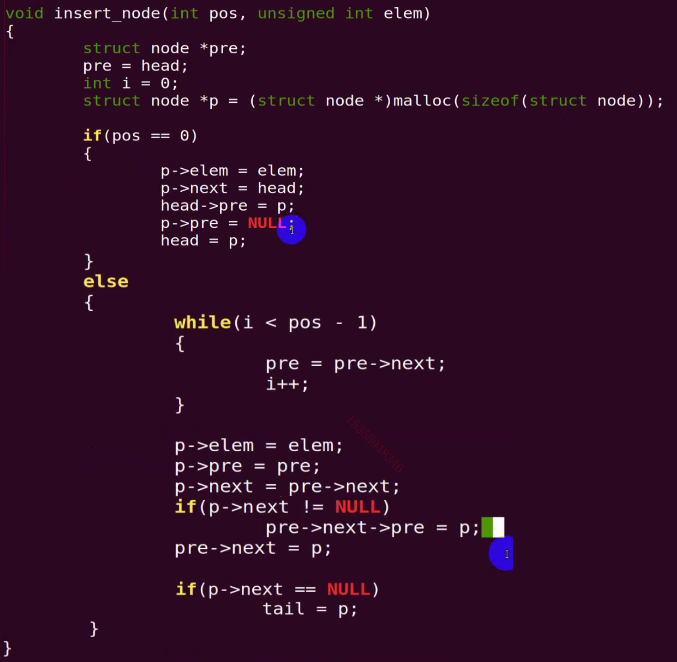 void insert_node(int pos, unsigned int elem)
{
struct node *pre;
pre = head;
int i = 0;
struct node *p = (struct node *)malloc(sizeof(struct node));
if(pos == 0)
{
p->elem = elem;
p->next = head;
head->pre = p;
p->pre = NULL;
head = p;
}
else
{
while(i < pos - 1)
{
pre = pre->next;
i++;
}
p->elem = elem;
p->pre = pre;
p->next = pre->next;
if(p->next != NULL)
pre->next->pre = p;
pre->next = p;
if(p->next == NULL)
tail = p;
}
}